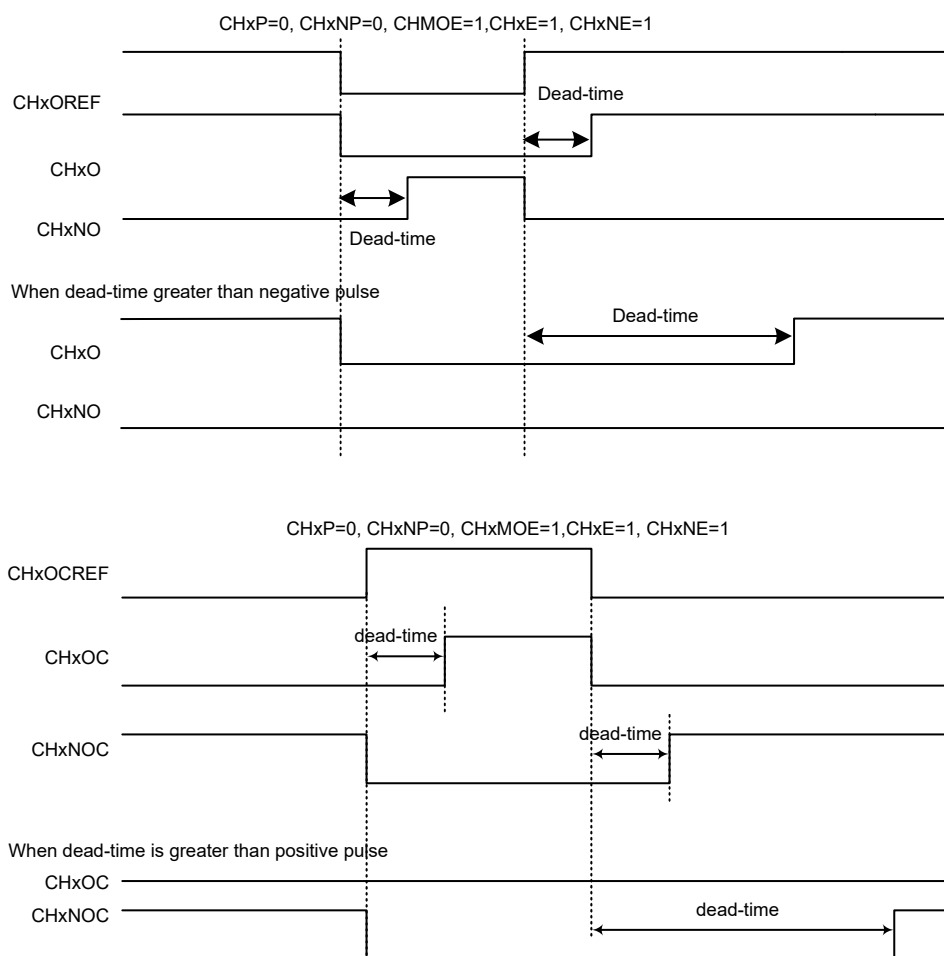 CHxP=0, CHxNP=0, CHMOE=1,CHxE=1, CHxNE=1
CHxOREF
Dead-time
CHxO
CHxNO
Dead-time
When dead-time greater than negative pulse
Dead-time
CHxO
CHxNO
CHxP=0, CHxNP=0, CHxMOE=1,CHxE=1, CHxNE=1
CHxOCREF
dead-time
CHxOC
dead-time
CHxNOC
When dead-time is greater than positive pulse
CHxOC
CHxNOC
dead-time